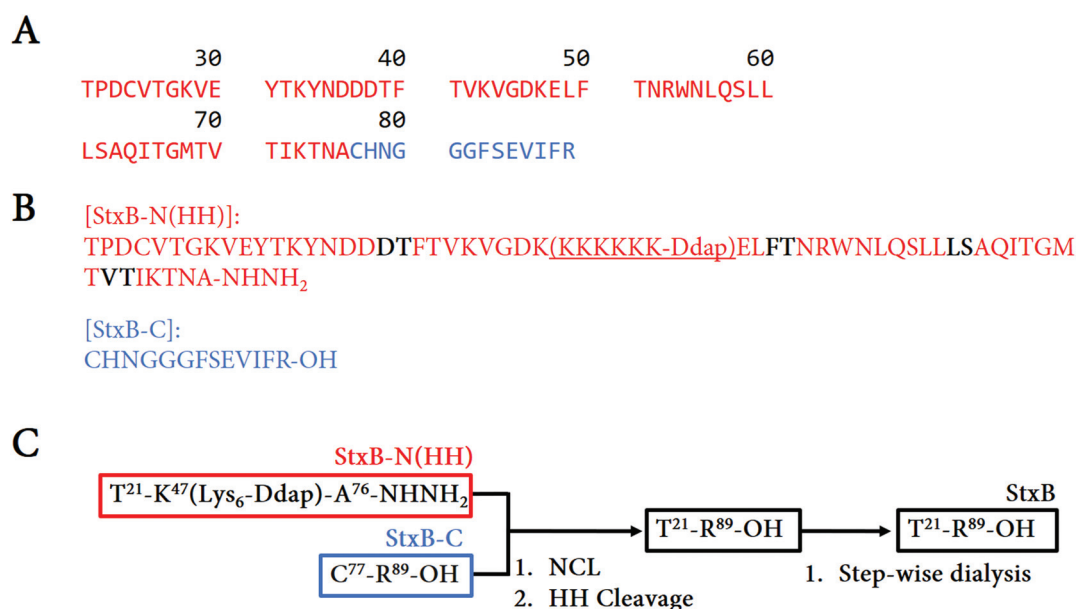 A
30 40 50 60
TPDCVTGKVE YTKYNDDDTF TVKVGDKELF TNRWNLQSLL
70 80
LSAQITGMTV TIKTNACHNG GGFSEVIFR
B
[StxB-N(HH)]:
TPDCVTGKVEYTKYNDDDTFTVKVGDK(KKKKKK-Ddap)ELFTNRWNLQSLLLSAQITGM
TVTIKTNA-NHNH₂
[StxB-C]:
CHNGGGFSEVIFR-OH
C
StxB-N(HH)
T²¹-K⁴⁷(Lys₆-Ddap)-A⁷⁶-NHNH₂
StxB-C
C⁷⁷-R⁸⁹-OH
1. NCL
2. HH Cleavage
T²¹-R⁸⁹-OH
1. Step-wise dialysis
StxB
T²¹-R⁸⁹-OH